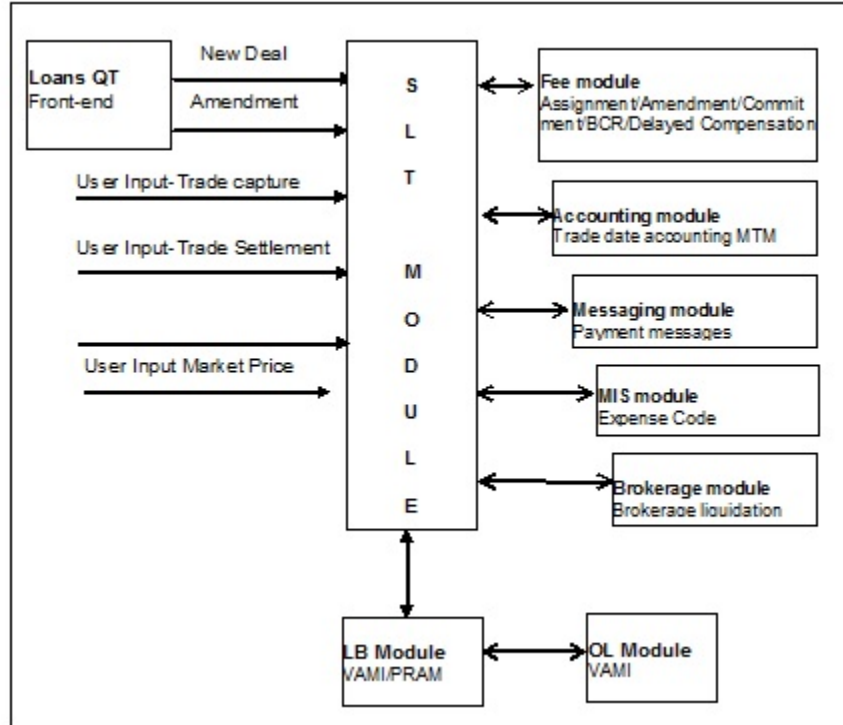 Loans QT
Front-end
New Deal
Amendment
User Input- Trade capture
User Input- Trade Settlement
User Input Market Price
S
L
T
M
O
D
U
L
E
Fee module
Assignment/Amendment/Commit
ment/BCR/Delayed Compensation
Accounting module
Trade date accounting MTM
Messaging module
Payment messages
MIS module
Expense Code
Brokerage module
Brokerage liquidation
LB Module
VAMI/PRAM
OL Module
VAMI